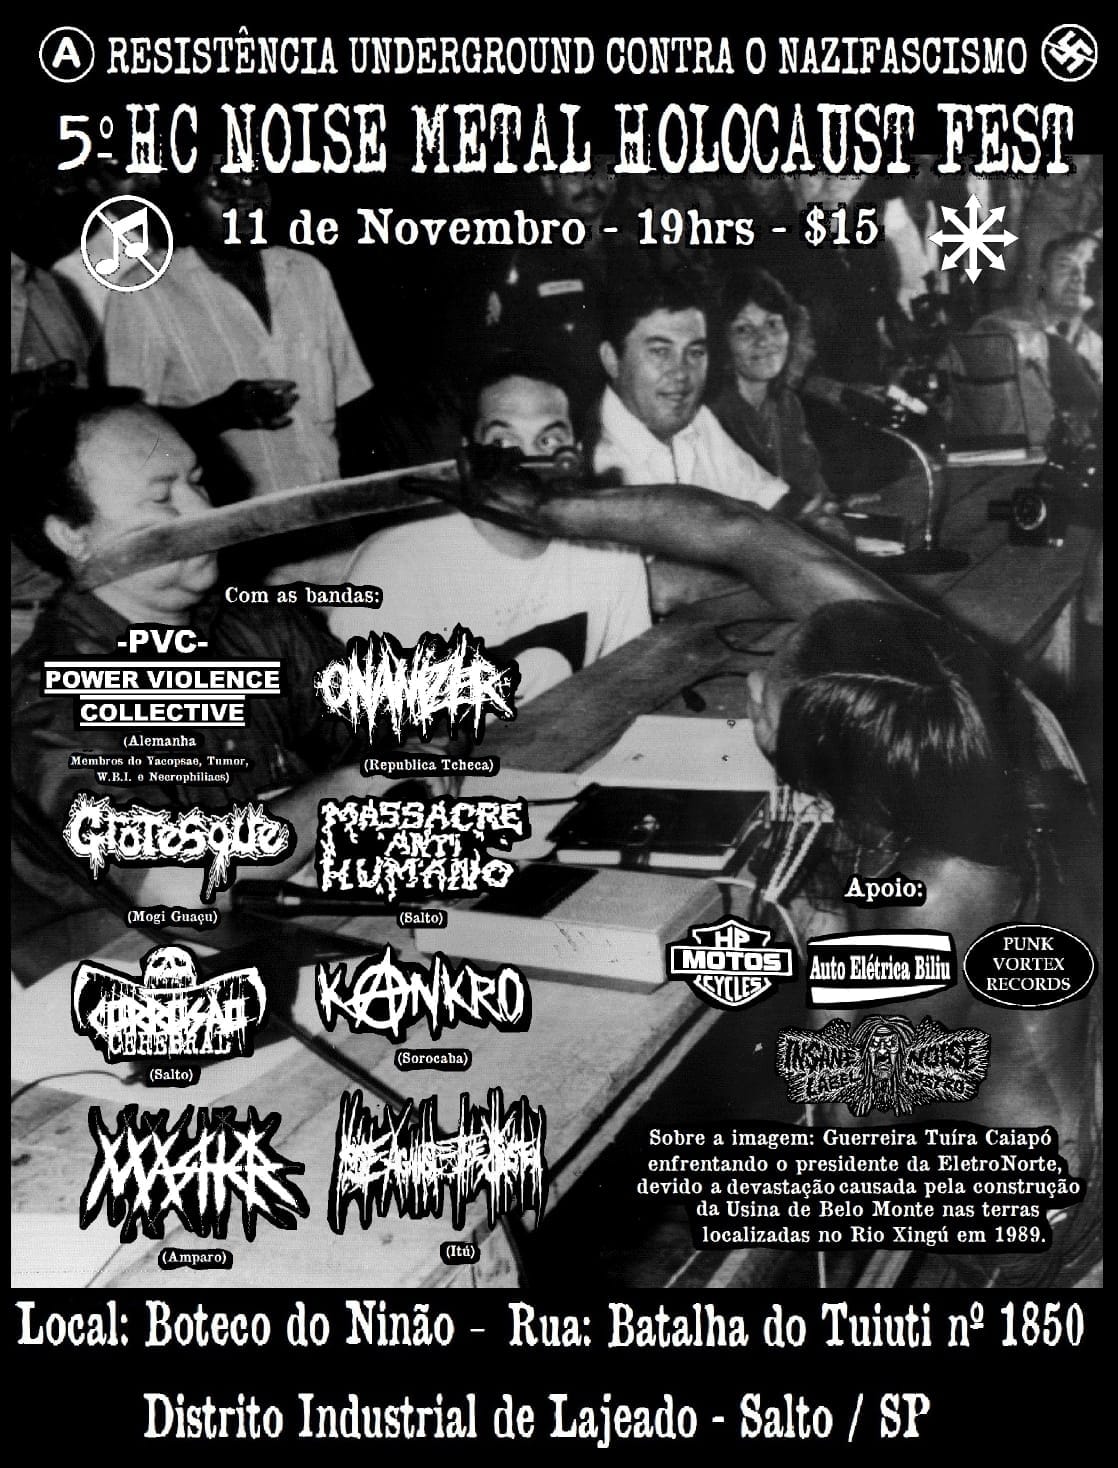 A RESISTÊNCIA UNDERGROUND CONTRA O NAZIFASCISMO
5º HC NOISE METAL HOLOCAUST FEST
11 de Novembro - 19hrs - $15
Com as bandas:
-PVC-
POWER VIOLENCE
COLLECTIVE
(Alemanha
Membros do Yacopsae, Tumor,
W.B.I. e Necrophiliacs)
ONANIZER
(Republica Tcheca)
GROTESQUE
(Mogi Guaçu)
MASSACRE
ANTI
HUMANO
(Salto)
CORROSAO
CEREBRAL
(Salto)
KANKRO
(Sorocaba)
(Amparo)
(Itú)
Apoio:
HP
MOTOS
CYCLES
Auto Elétrica Biliu
PUNK
VORTEX
RECORDS
INSANE NOISE
LABEL DISTRO
Sobre a imagem: Guerreira Tuíra Caiapó
enfrentando o presidente da EletroNorte,
devido a devastação causada pela construção
da Usina de Belo Monte nas terras
localizadas no Rio Xingú em 1989.
Local: Boteco do Ninão - Rua: Batalha do Tuiuti nº 1850
Distrito Industrial de Lajeado - Salto / SP